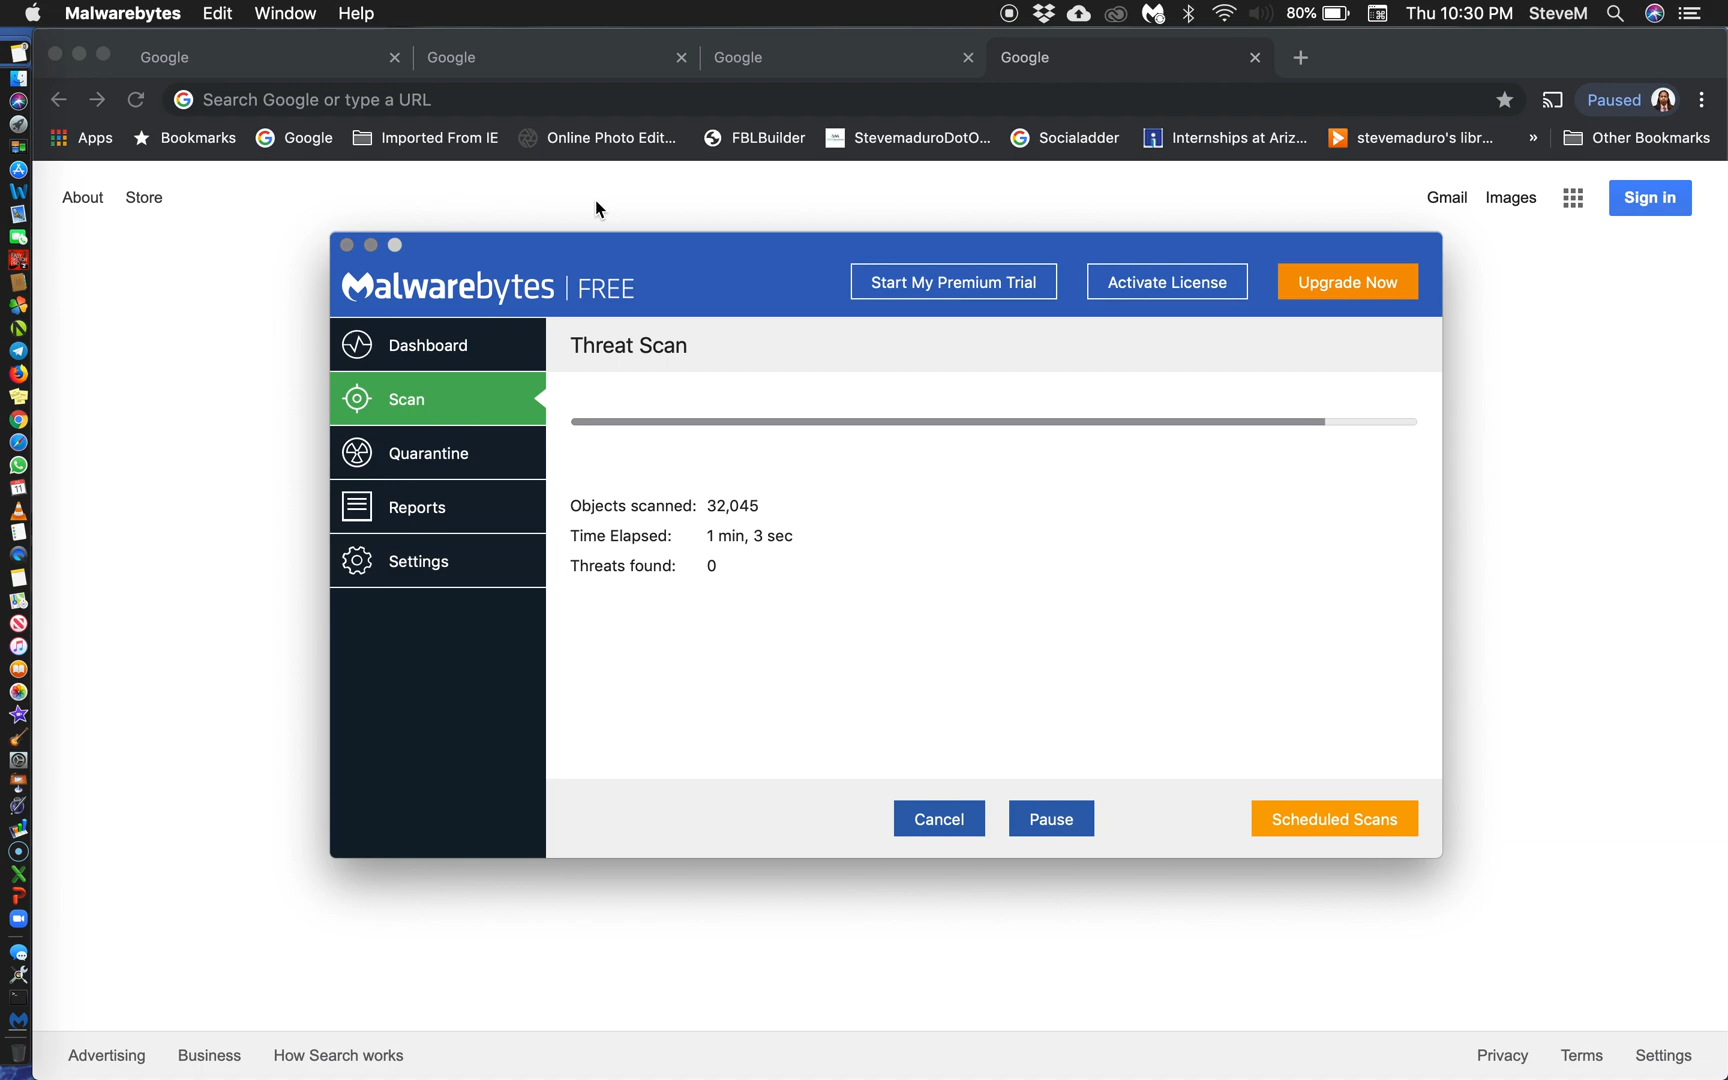 Malwarebytes Edit Window Help 80% Thu 10:30 PM SteveM
Google Google Google Google
Search Google or type a URL Paused
Apps Bookmarks Google Imported From IE Online Photo Edit... FBLBuilder StevemaduroDotO... Socialadder Internships at Ariz... stevemaduro's libr... » Other Bookmarks
About Store Gmail Images Sign in
Malwarebytes | FREE Start My Premium Trial Activate License Upgrade Now
Dashboard
Threat Scan
Scan
Quarantine
Reports
Objects scanned: 32,045
Time Elapsed: 1 min, 3 sec
Settings
Threats found: 0
Cancel Pause Scheduled Scans
Advertising Business How Search works Privacy Terms Settings